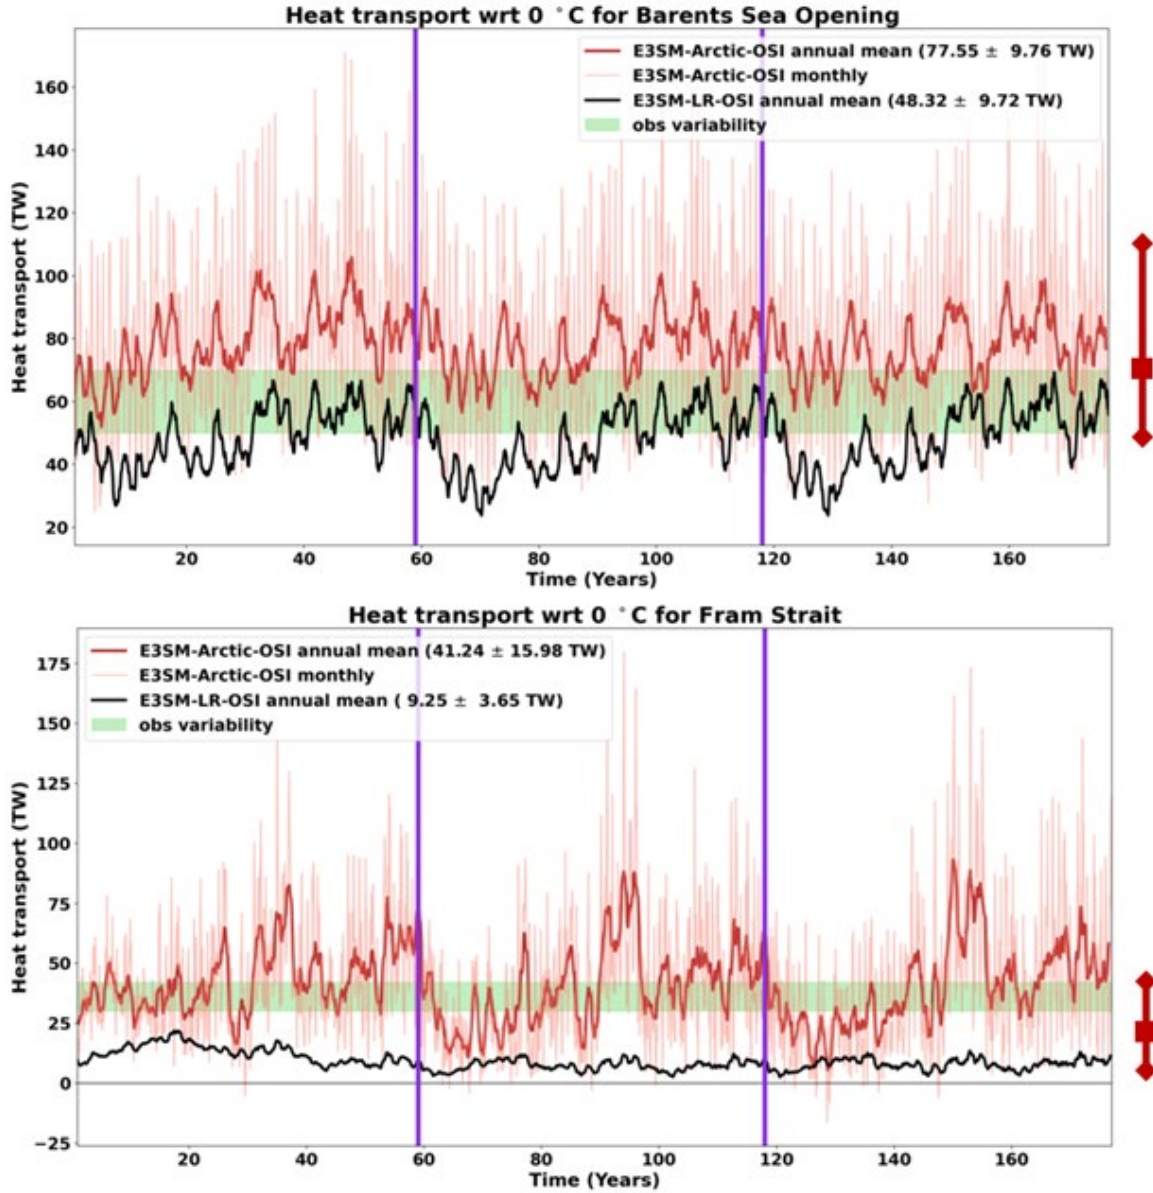 Heat transport wrt 0 °C for Barents Sea Opening
E3SM-Arctic-OSI annual mean (77.55 ± 9.76 TW)
E3SM-Arctic-OSI monthly
E3SM-LR-OSI annual mean (48.32 ± 9.72 TW)
obs variability
Heat transport (TW)
160
140
120
100
80
60
40
20
20 40 60 80 100 120 140 160
Time (Years)
Heat transport wrt 0 °C for Fram Strait
E3SM-Arctic-OSI annual mean (41.24 ± 15.98 TW)
E3SM-Arctic-OSI monthly
E3SM-LR-OSI annual mean ( 9.25 ± 3.65 TW)
obs variability
Heat transport (TW)
175
150
125
100
75
50
25
0
−25
20 40 60 80 100 120 140 160
Time (Years)